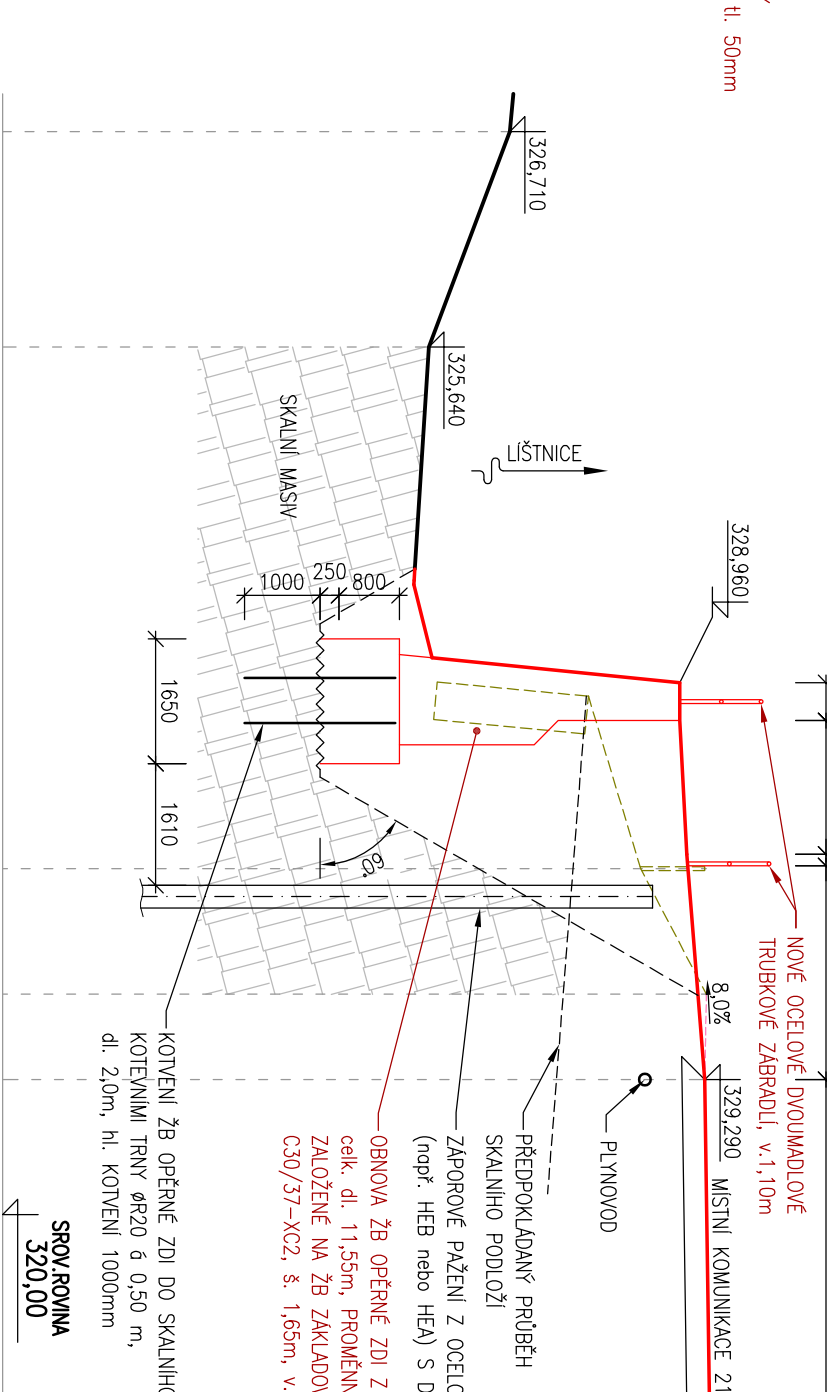 tl. 50mm
326,710
325,640
LÍŠTNICE
328,960
SKALNÍ MASIV
1000
250
800
1650
1610
60°
8,0%
329,290
NOVÉ OCELOVÉ DVOUMADLOVÉ
TRUBKOVÉ ZÁBRADLÍ, v.1,10m
MÍSTNÍ KOMUNIKACE 21
PLYNOVOD
PŘEDPOKLÁDANÝ PRŮBĚH
SKALNÍHO PODLOŽÍ
ZÁPOROVÉ PAŽENÍ Z OCELO
(např. HEB nebo HEA) S D
OBNOVA ŽB OPĚRNÉ ZDI Z
celk. dl. 11,55m, PROMĚNN
ZALOŽENÉ NA ŽB ZÁKLADOV
C30/37-XC2, š. 1,65m, v.
KOTVENÍ ŽB OPĚRNÉ ZDI DO SKALNÍHO
KOTEVNÍMI TRNY ØR20 á 0,50 m,
dl. 2,0m, hl. KOTVENÍ 1000mm
SROV.ROVINA
320,00